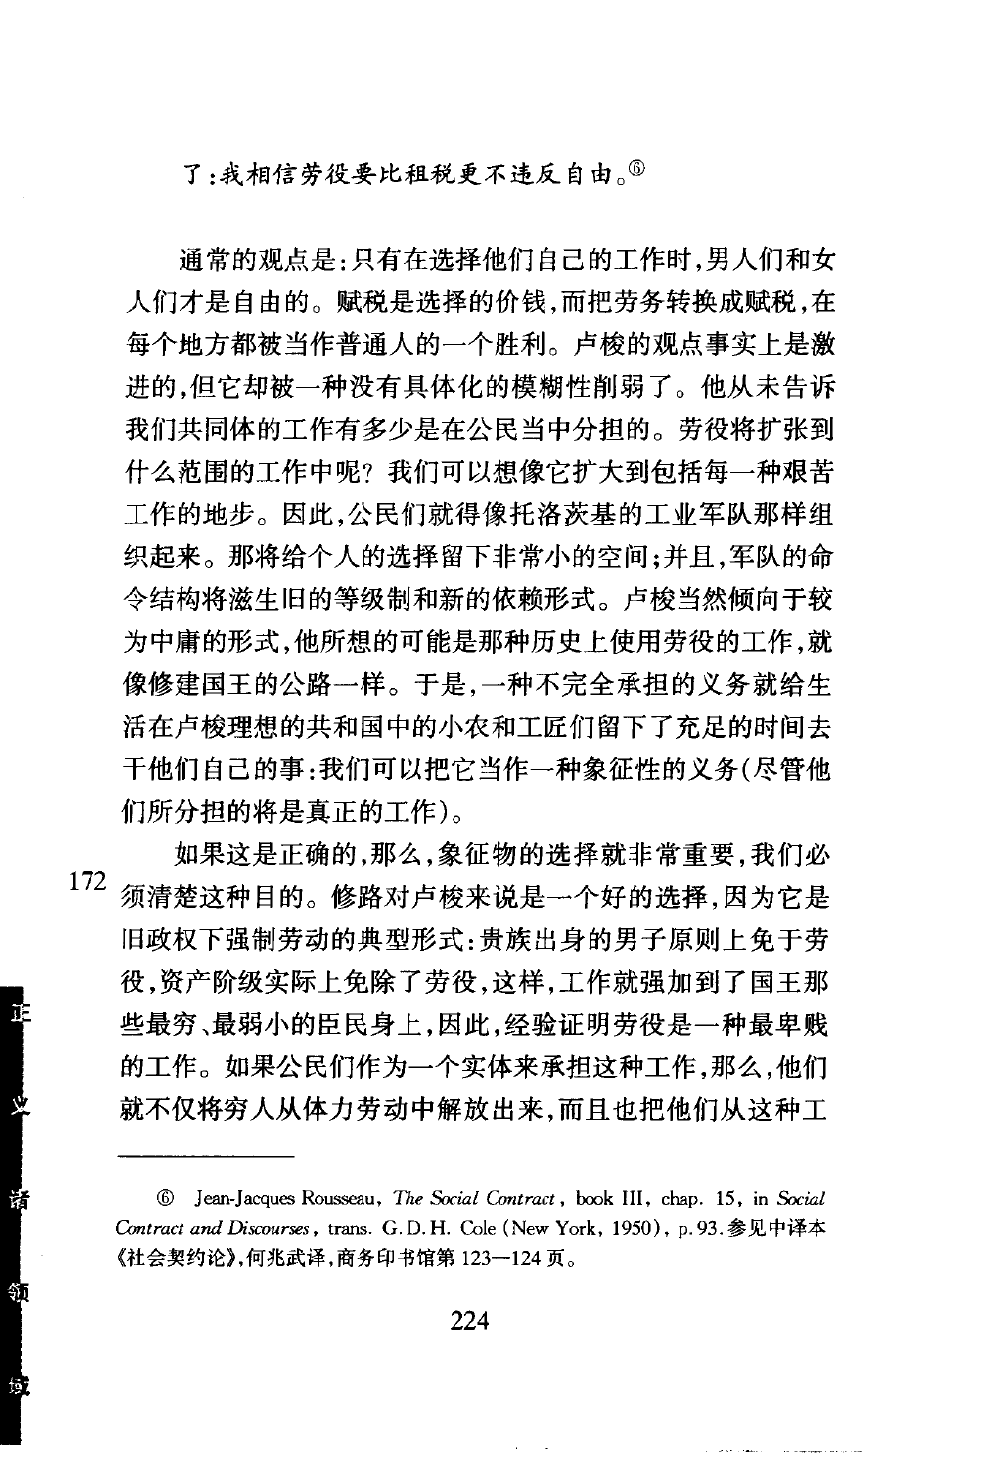 了:我相信劳役要比租税更不违反自由。⑥
通常的观点是:只有在选择他们自己的工作时,男人们和女
人们才是自由的。赋税是选择的价钱,而把劳务转换成赋税,在
每个地方都被当作普通人的一个胜利。卢梭的观点事实上是激
进的,但它却被一种没有具体化的模糊性削弱了。他从未告诉
我们共同体的工作有多少是在公民当中分担的。劳役将扩张到
什么范围的工作中呢?我们可以想像它扩大到包括每一种艰苦
工作的地步。因此,公民们就得像托洛茨基的工业军队那样组
织起来。那将给个人的选择留下非常小的空间;并且,军队的命
令结构将滋生旧的等级制和新的依赖形式。卢梭当然倾向于较
为中庸的形式,他所想的可能是那种历史上使用劳役的工作,就
像修建国王的公路一样。于是,一种不完全承担的义务就给生
活在卢梭理想的共和国中的小农和工匠们留下了充足的时间去
干他们自己的事:我们可以把它当作一种象征性的义务(尽管他
们所分担的将是真正的工作)。
如果这是正确的,那么,象征物的选择就非常重要,我们必
172
须清楚这种目的。修路对卢梭来说是一个好的选择,因为它是
旧政权下强制劳动的典型形式:贵族出身的男子原则上免于劳
役,资产阶级实际上免除了劳役,这样,工作就强加到了国王那
些最穷、最弱小的臣民身上,因此,经验证明劳役是一种最卑贱
的工作。如果公民们作为一个实体来承担这种工作,那么,他们
就不仅将穷人从体力劳动中解放出来,而且也把他们从这种工
⑥ Jean-Jacques Rousseau, The Social Contract, book III, chap. 15, in Social
Contract and Discourses, trans. G.D.H. Cole (New York, 1950), p.93.参见中译本
《社会契约论》,何兆武译,商务印书馆第123—124页。
224
正
义
诸
领
域